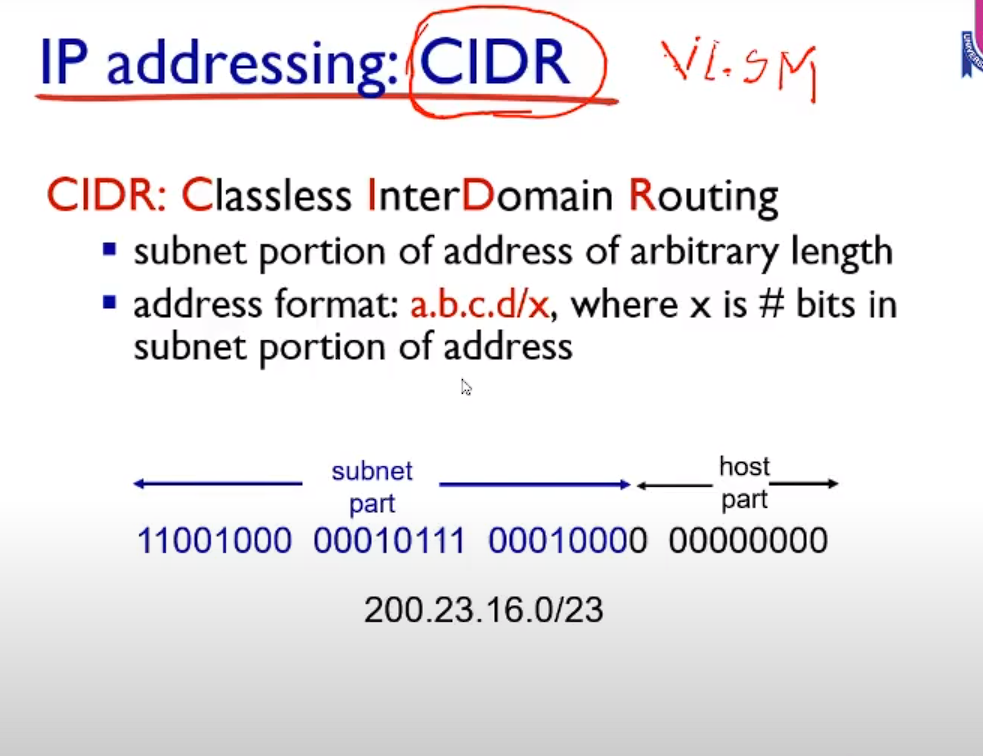 IP addressing: CIDR VLSM
CIDR: Classless InterDomain Routing
▪ subnet portion of address of arbitrary length
▪ address format: a.b.c.d/x, where x is # bits in
subnet portion of address
subnet part host part
11001000 00010111 00010000 00000000
200.23.16.0/23